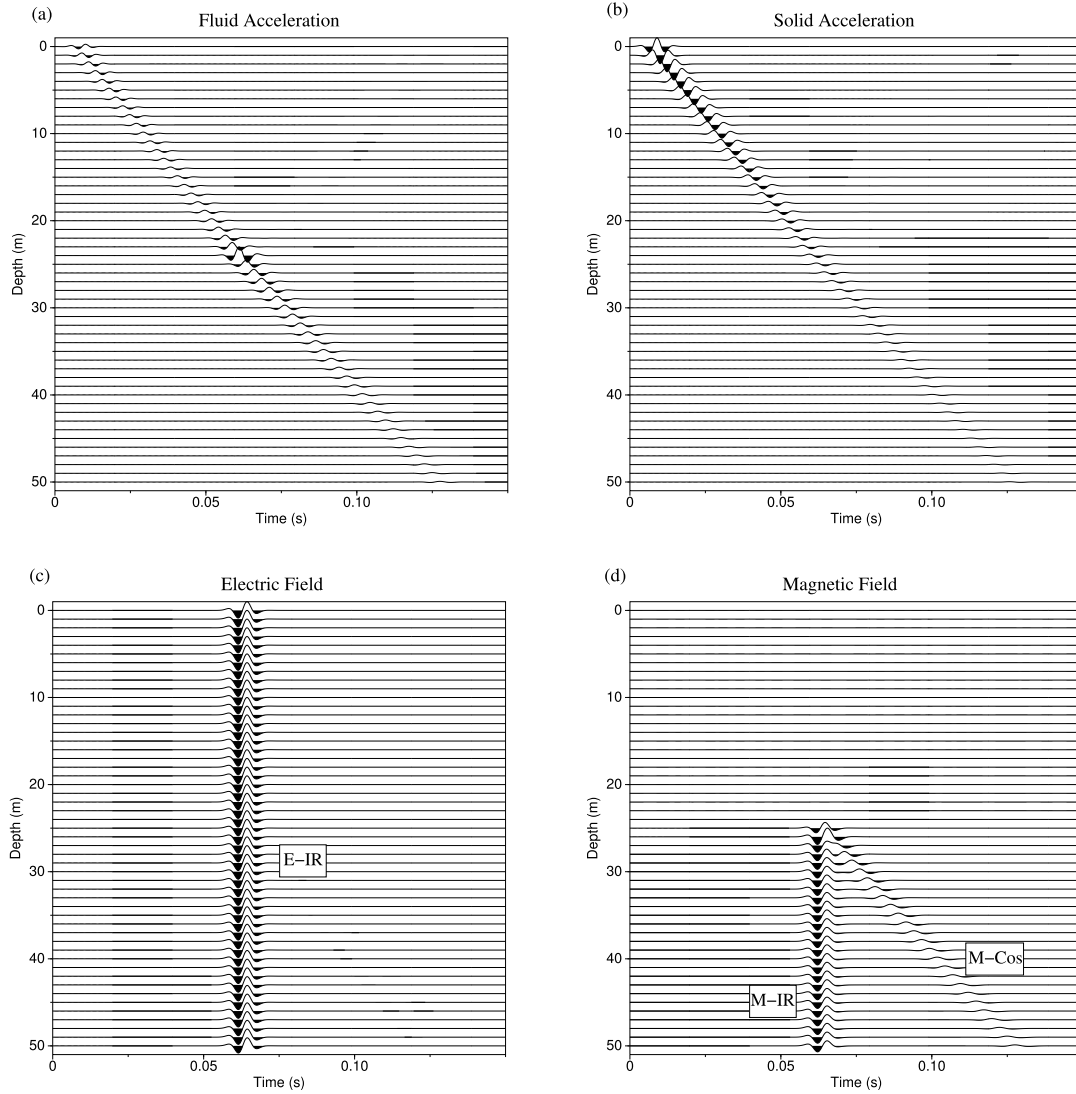 (a)
Fluid Acceleration
0
10
20
30
40
50
Depth (m)
0
0.05
0.10
Time (s)
(b)
Solid Acceleration
0
10
20
30
40
50
Depth (m)
0
0.05
0.10
Time (s)
(c)
Electric Field
0
10
20
30
40
50
Depth (m)
E−IR
0
0.05
0.10
Time (s)
(d)
Magnetic Field
0
10
20
30
40
50
Depth (m)
M−Cos
M−IR
0
0.05
0.10
Time (s)